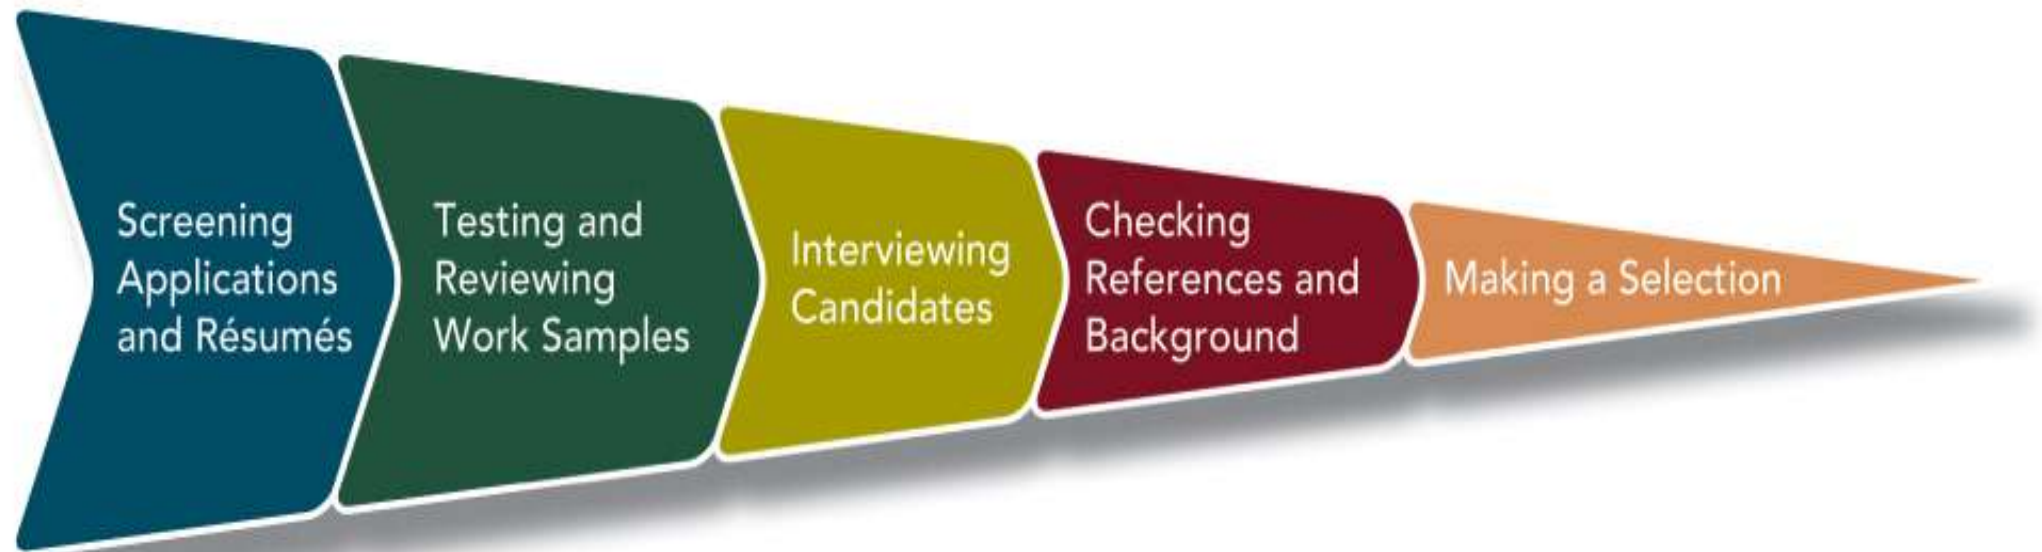 Screening
Applications
and Résumés
Testing and
Reviewing
Work Samples
Interviewing
Candidates
Checking
References and
Background
Making a Selection